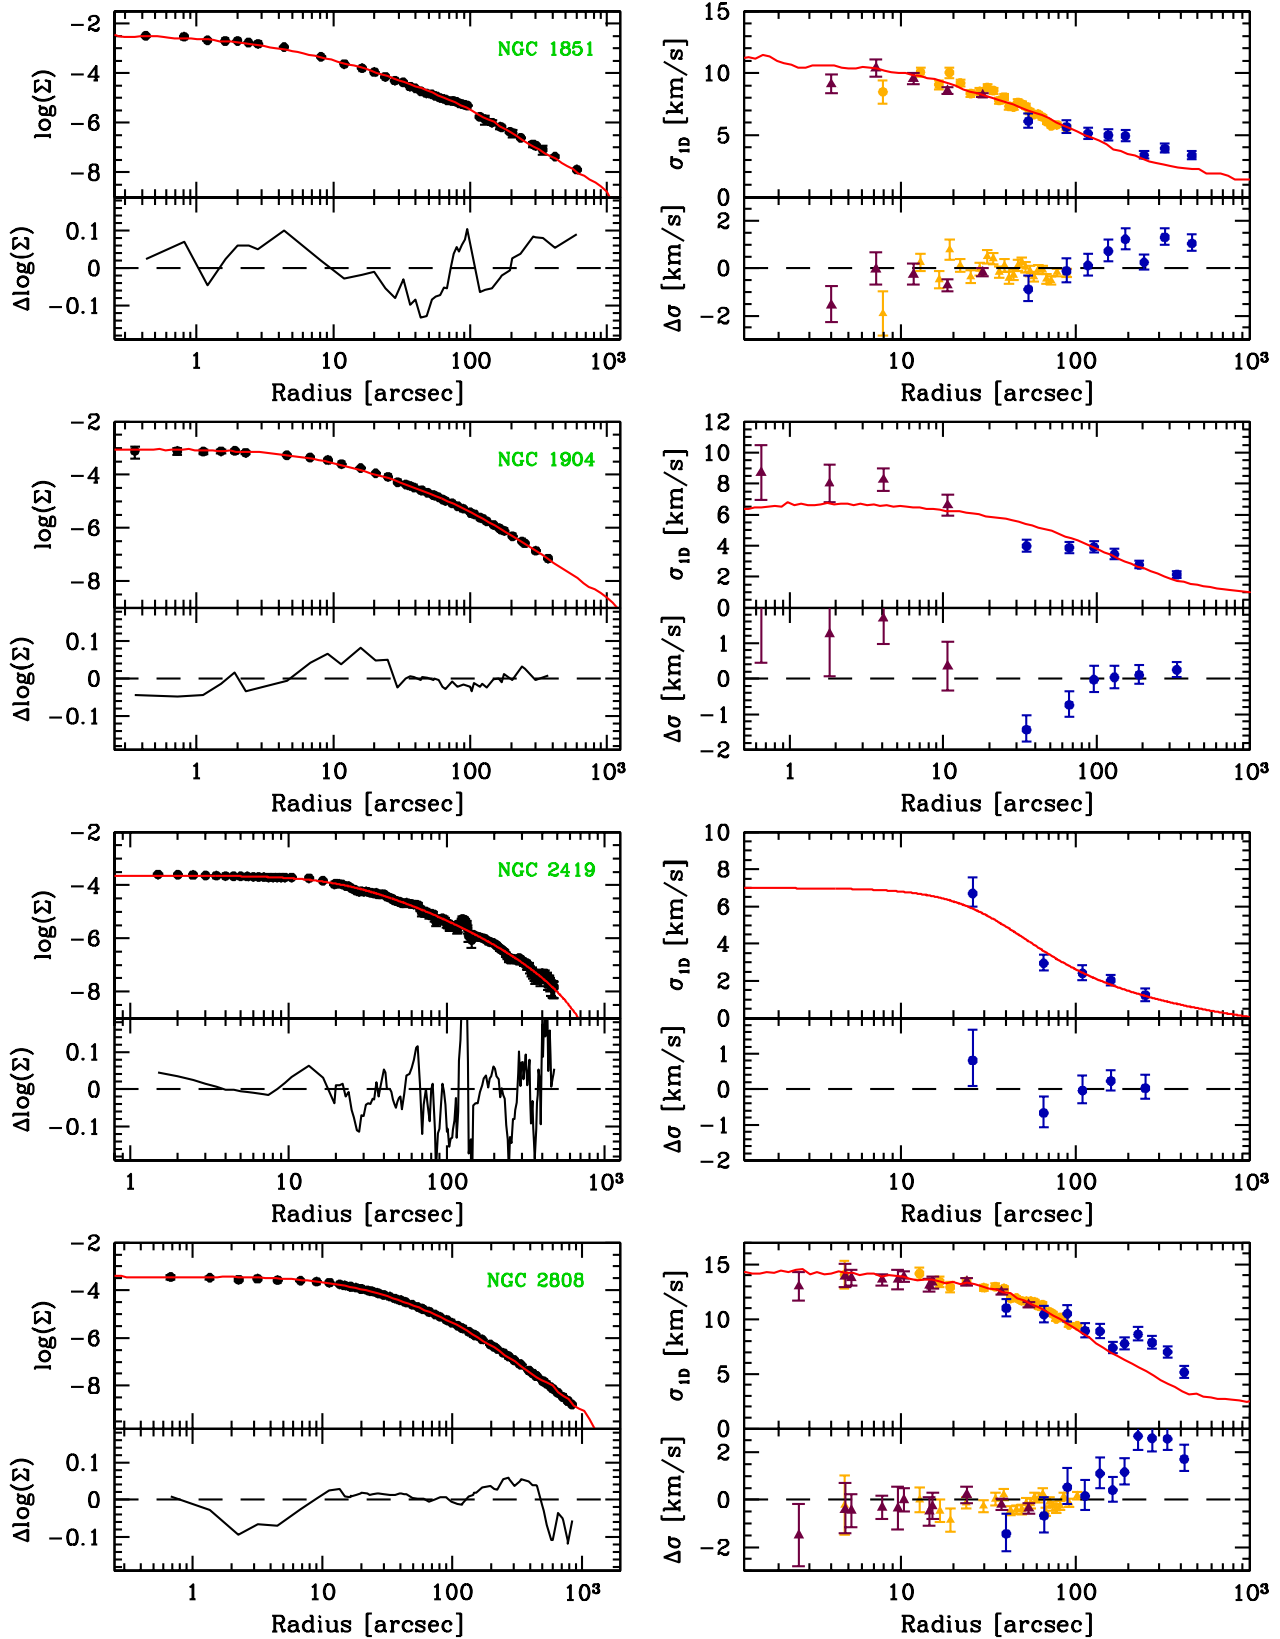 −2
−4
−6
−8
log(Σ)
NGC 1851
0.1
0
−0.1
Δlog(Σ)
1 10 100 10³
Radius [arcsec]
15
10
5
0
σ1D [km/s]
2
0
−2
Δσ [km/s]
10 100 10³
Radius [arcsec]
−2
−4
−6
−8
log(Σ)
NGC 1904
0.1
0
−0.1
Δlog(Σ)
1 10 100 10³
Radius [arcsec]
12
10
8
6
4
2
0
σ1D [km/s]
1
0
−1
−2
Δσ [km/s]
1 10 100 10³
Radius [arcsec]
−2
−4
−6
−8
log(Σ)
NGC 2419
0.1
0
−0.1
Δlog(Σ)
1 10 100 10³
Radius [arcsec]
10
8
6
4
2
0
σ1D [km/s]
1
0
−1
−2
Δσ [km/s]
10 100 10³
Radius [arcsec]
−2
−4
−6
−8
log(Σ)
NGC 2808
0.1
0
−0.1
Δlog(Σ)
1 10 100 10³
Radius [arcsec]
15
10
5
0
σ1D [km/s]
2
0
−2
Δσ [km/s]
10 100 10³
Radius [arcsec]